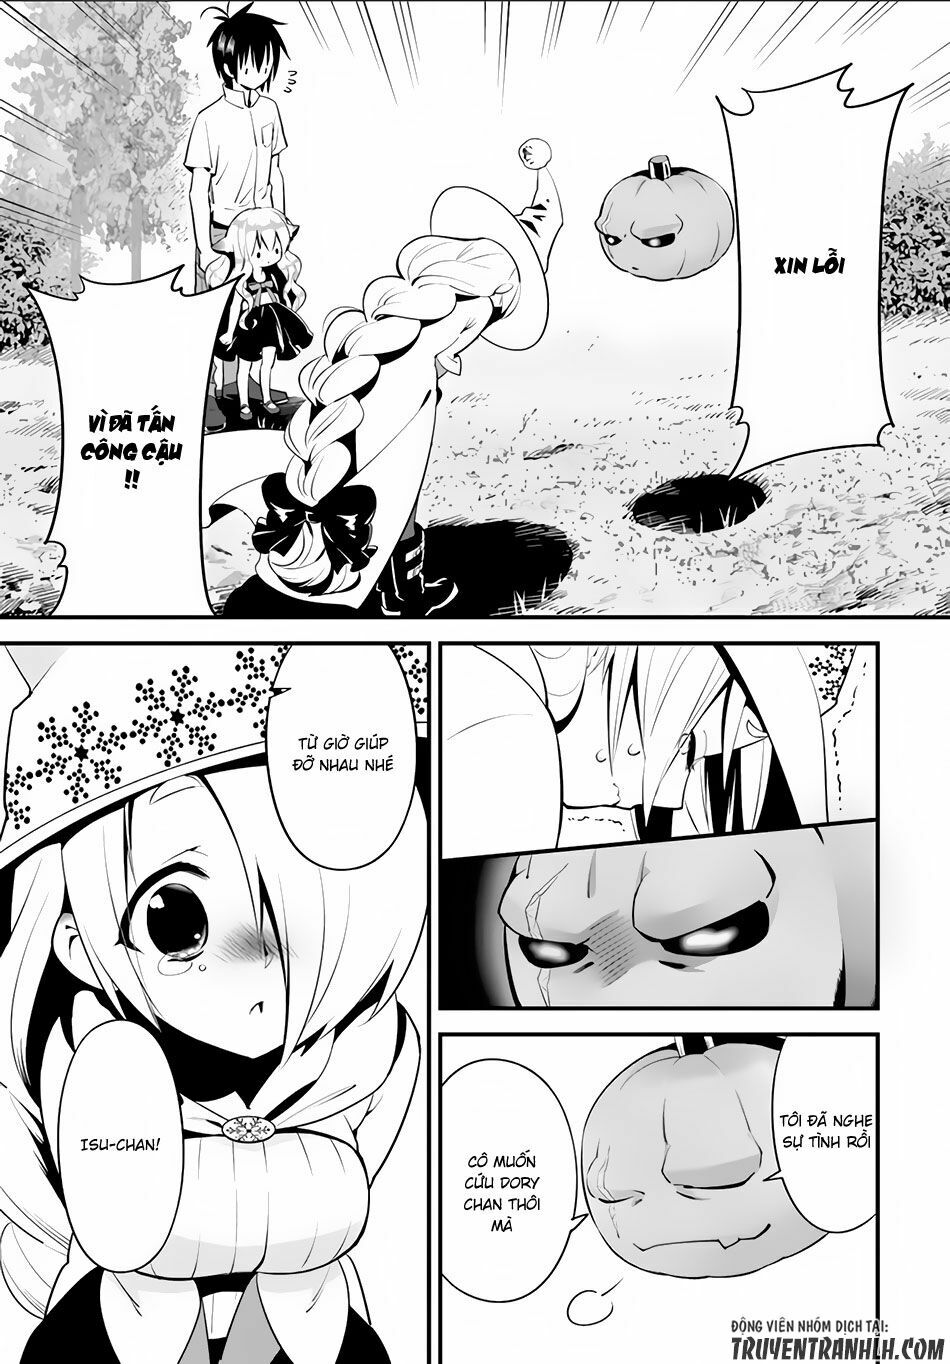 XIN LỖI
VÌ ĐÃ TẤN
CÔNG CẬU
!!
TÔI ĐÃ NGHE
SỰ TÌNH RỒI
CÔ MUỐN
CỨU DORY
CHAN THÔI
MÀ
TỪ GIỜ GIÚP
ĐỠ NHAU NHÉ
ISU-CHAN!
ĐỘNG VIÊN NHÓM DỊCH TẠI:
TRUYENTRANHLH.COM